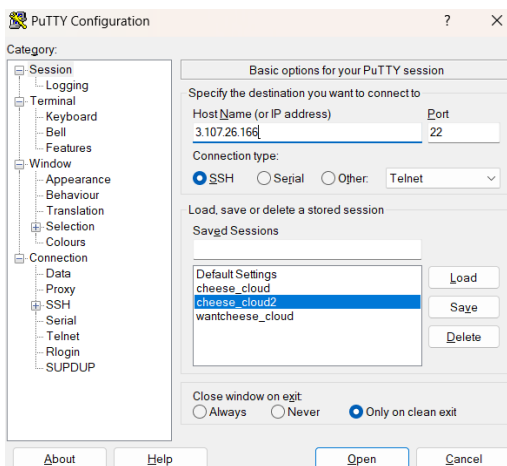 PuTTY Configuration ? X
Category:
Session
Logging
Terminal
Keyboard
Bell
Features
Window
Appearance
Behaviour
Translation
Selection
Colours
Connection
Data
Proxy
SSH
Serial
Telnet
Rlogin
SUPDUP
Basic options for your PuTTY session
Specify the destination you want to connect to
Host Name (or IP address) Port
3.107.26.166 22
Connection type:
SSH Serial Other: Telnet
Load, save or delete a stored session
Saved Sessions
Default Settings
cheese_cloud
cheese_cloud2
wantcheese_cloud
Load
Save
Delete
Close window on exit:
Always Never Only on clean exit
About Help Open Cancel